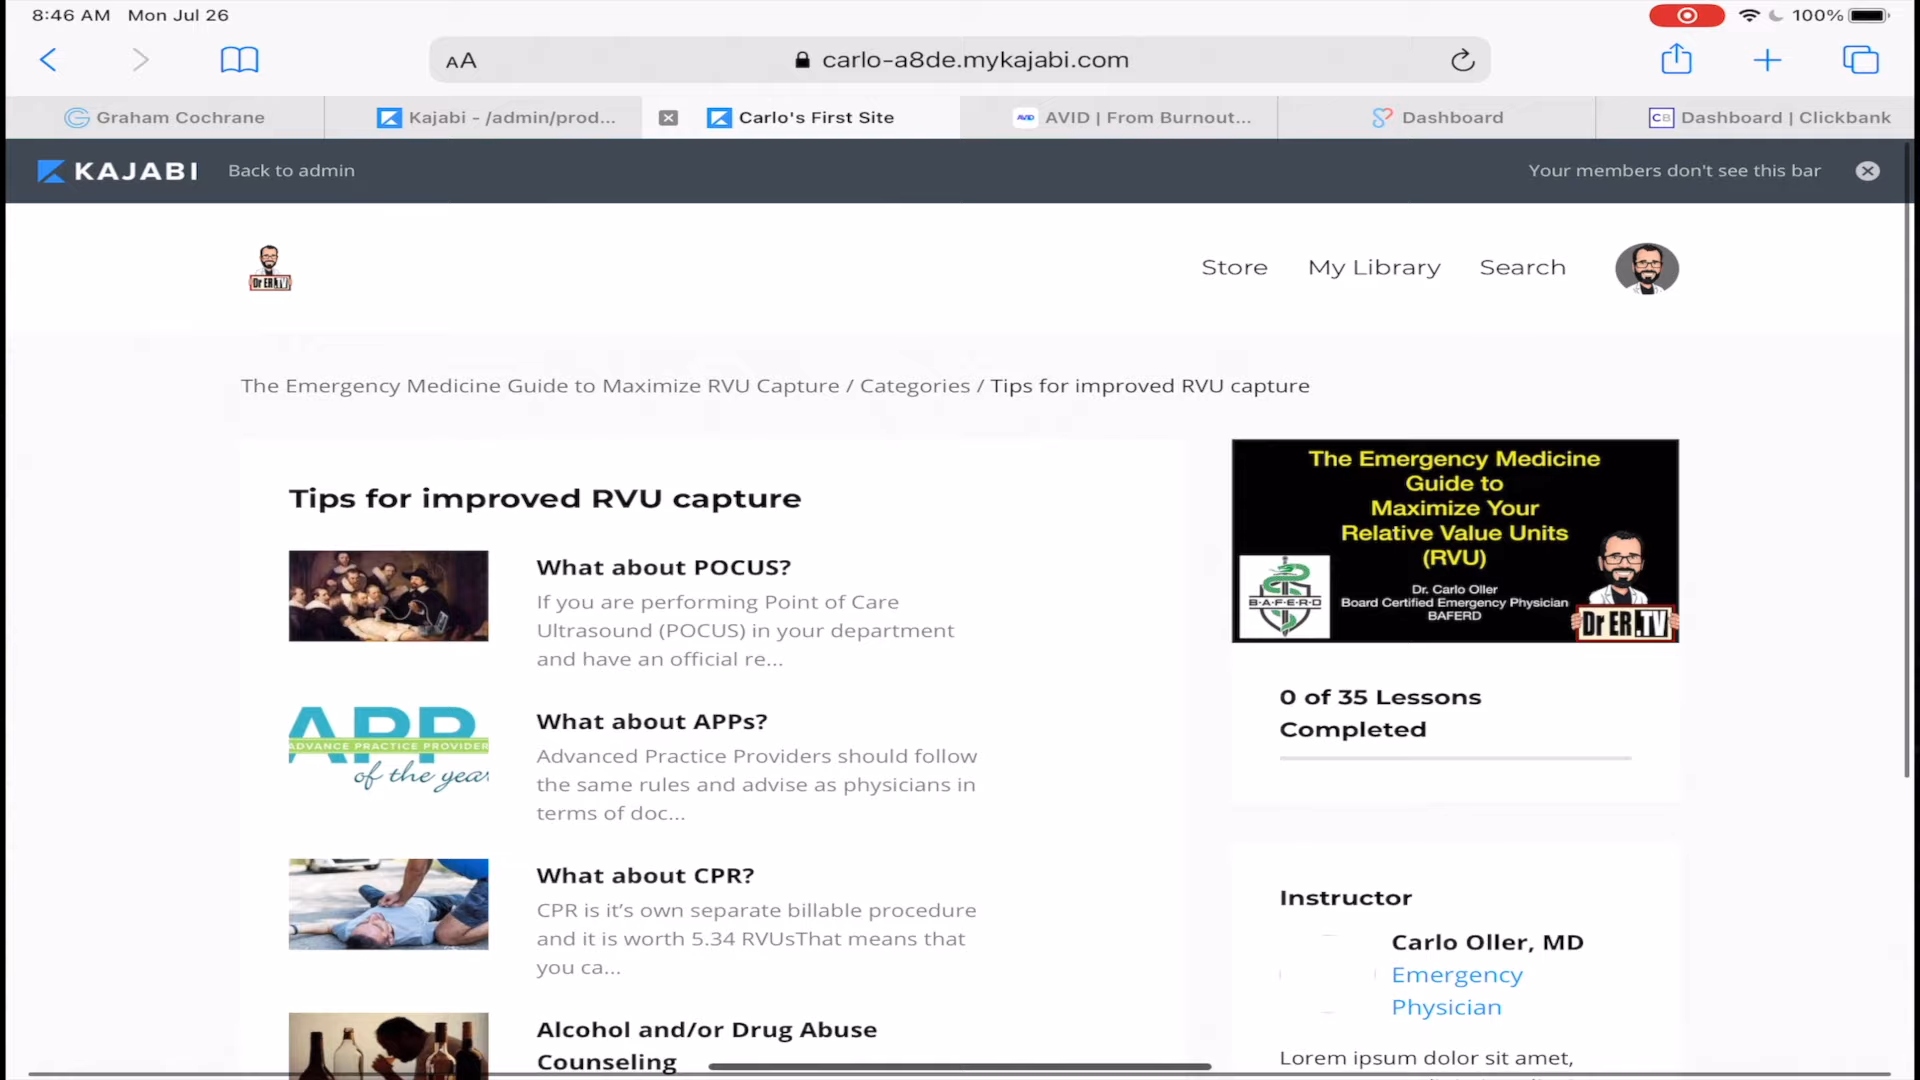 8:46 AM Mon Jul 26
100%
AA
carlo-a8de.mykajabi.com
Graham Cochrane
Kajabi - /admin/prod...
Carlo's First Site
AVID | From Burnout...
Dashboard
CB Dashboard | Clickbank
KAJABI
Back to admin
Your members don't see this bar
Dr ER.TV
Store
My Library
Search
The Emergency Medicine Guide to Maximize RVU Capture / Categories / Tips for improved RVU capture
Tips for improved RVU capture
What about POCUS?
If you are performing Point of Care
Ultrasound (POCUS) in your department
and have an official re...
APP
ADVANCE PRACTICE PROVIDER
of the year
What about APPs?
Advanced Practice Providers should follow
the same rules and advise as physicians in
terms of doc...
What about CPR?
CPR is it’s own separate billable procedure
and it is worth 5.34 RVUsThat means that
you ca...
Alcohol and/or Drug Abuse
Counseling
The Emergency Medicine
Guide to
Maximize Your
Relative Value Units
(RVU)
Dr. Carlo Oller
Board Certified Emergency Physician
BAFERD
B-A-F-E-R-D
Dr ER.TV
0 of 35 Lessons
Completed
Instructor
Carlo Oller, MD
Emergency
Physician
Lorem ipsum dolor sit amet,